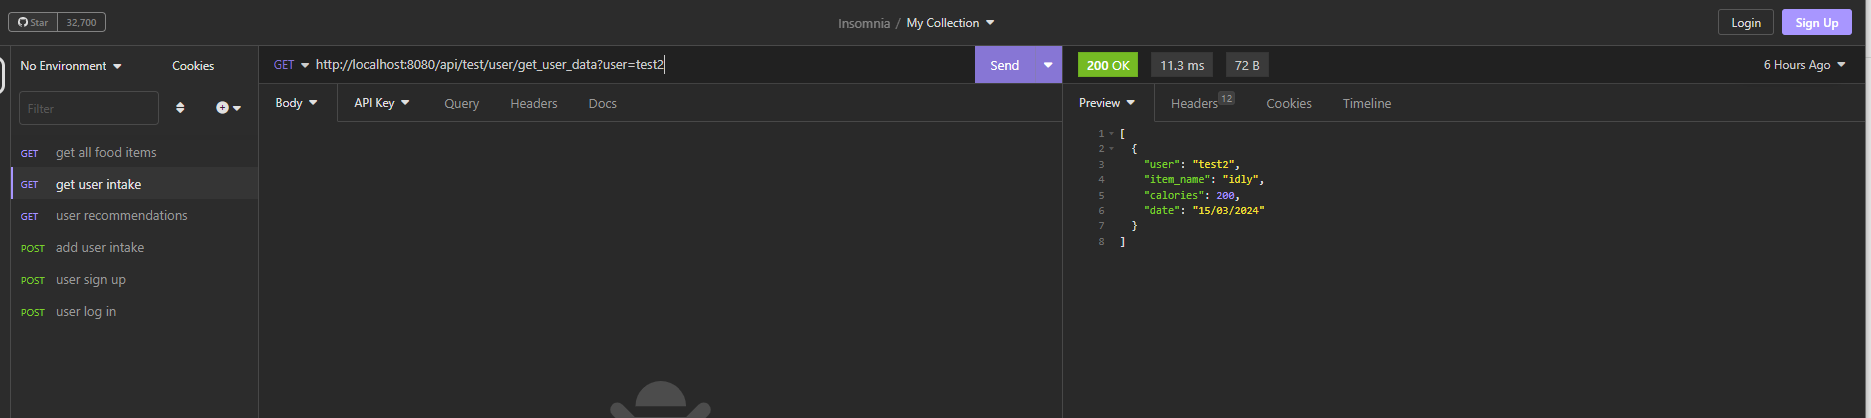 Star 32,700
Insomnia / My Collection
Login Sign Up
No Environment Cookies
Filter
GET get all food items
GET get user intake
GET user recommendations
POST add user intake
POST user sign up
POST user log in
GET http://localhost:8080/api/test/user/get_user_data?user=test2 Send
Body API Key Query Headers Docs
200 OK 11.3 ms 72 B 6 Hours Ago
Preview Headers 12 Cookies Timeline
1 [
2 {
3 "user": "test2",
4 "item_name": "idly",
5 "calories": 200,
6 "date": "15/03/2024"
7 }
8 ]